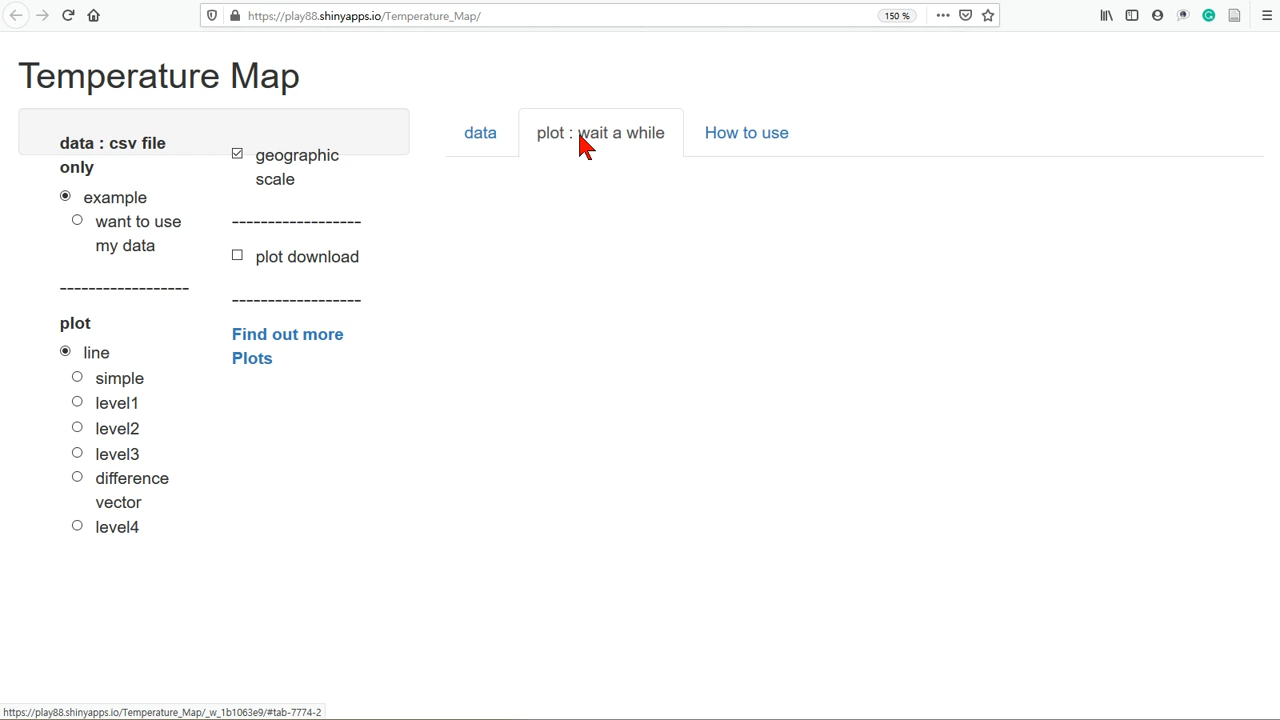 https://play88.shinyapps.io/Temperature_Map/
150 %
Temperature Map
data : csv file
only
example
want to use
my data
------------------
plot
line
simple
level1
level2
level3
difference
vector
level4
geographic
scale
------------------
plot download
------------------
Find out more
Plots
data
plot : wait a while
How to use
https://play88.shinyapps.io/Temperature_Map/_w_1b1063e9/#tab-7774-2